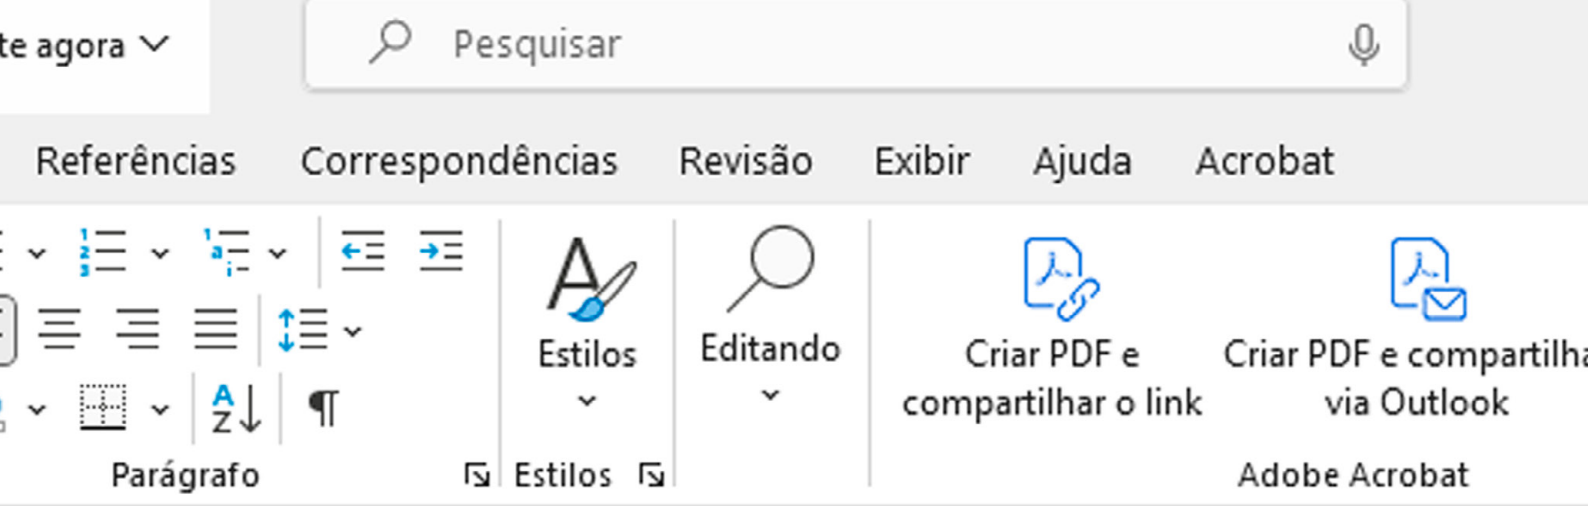 te agora
Pesquisar
Referências Correspondências Revisão Exibir Ajuda Acrobat
Estilos
Editando
Criar PDF e
compartilhar o link
Criar PDF e compartilha
via Outlook
Parágrafo
Estilos
Adobe Acrobat